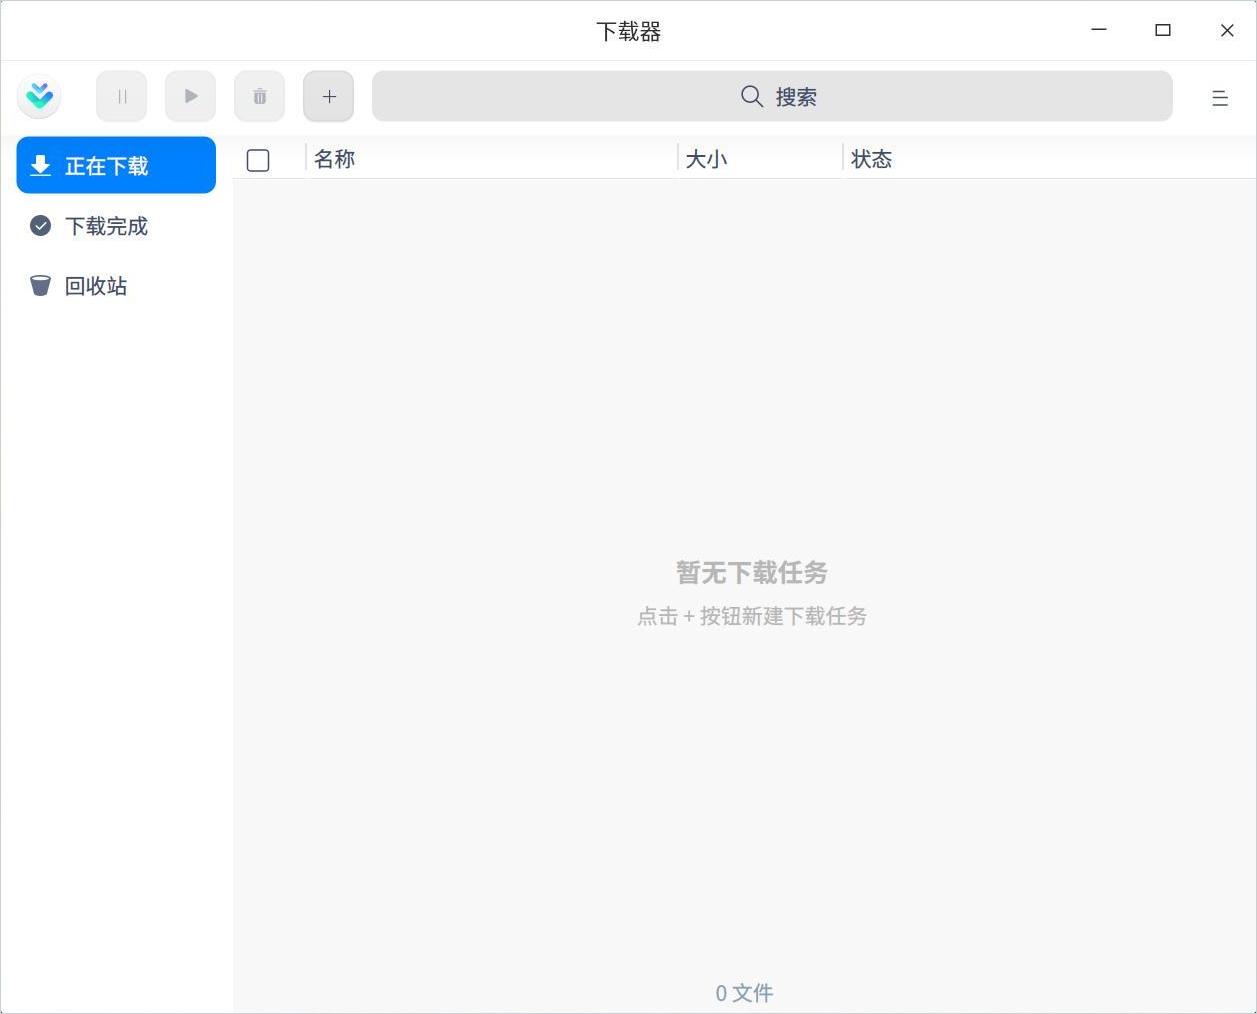 下载器
搜索
正在下载
下载完成
回收站
名称 大小 状态
暂无下载任务
点击 + 按钮新建下载任务
0 文件